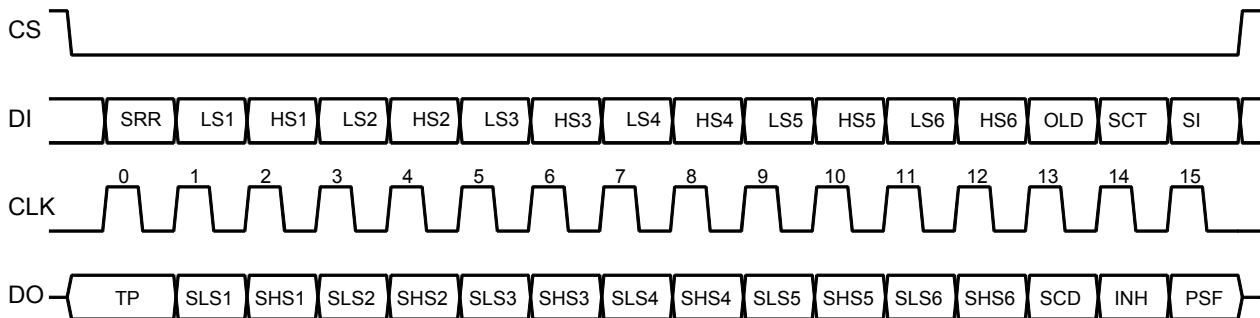 CS
DI SRR LS1 HS1 LS2 HS2 LS3 HS3 LS4 HS4 LS5 HS5 LS6 HS6 OLD SCT SI
0 1 2 3 4 5 6 7 8 9 10 11 12 13 14 15
CLK
DO TP SLS1 SHS1 SLS2 SHS2 SLS3 SHS3 SLS4 SHS4 SLS5 SHS5 SLS6 SHS6 SCD INH PSF